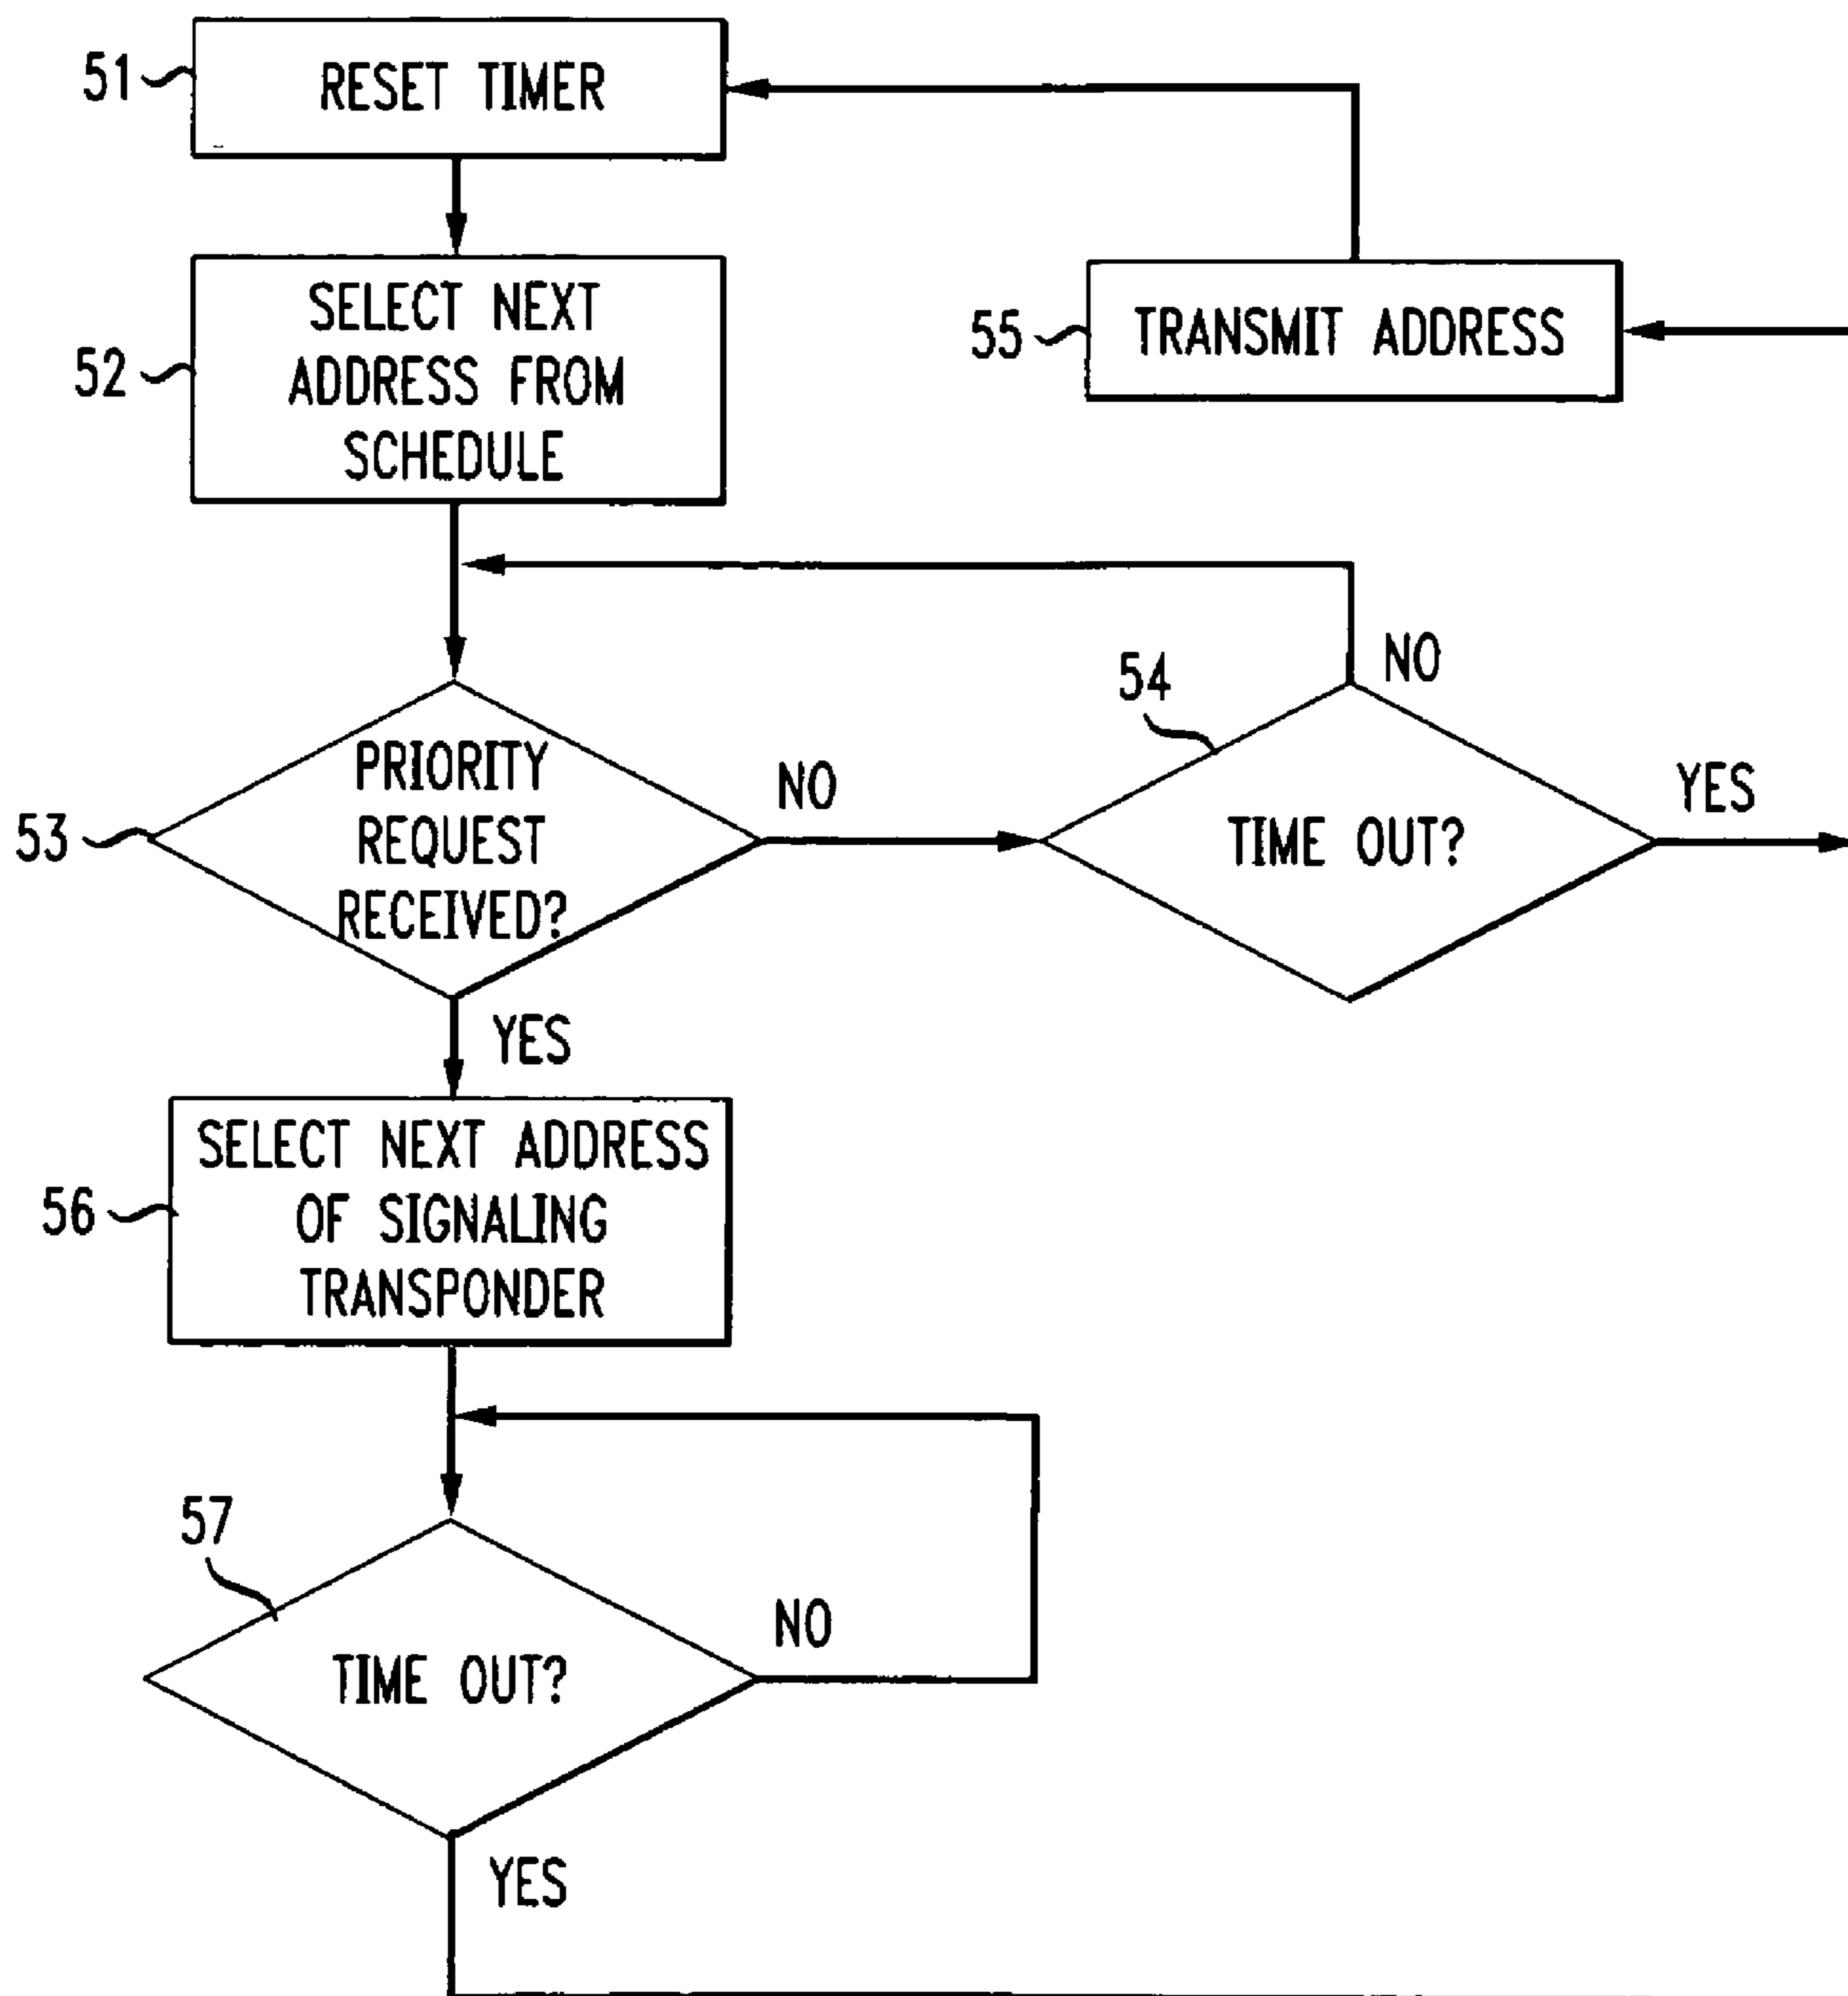 51
RESET TIMER
52
SELECT NEXT
ADDRESS FROM
SCHEDULE
55
TRANSMIT ADDRESS
53
PRIORITY
REQUEST
RECEIVED?
NO
54
NO
TIME OUT?
YES
YES
56
SELECT NEXT ADDRESS
OF SIGNALING
TRANSPONDER
57
TIME OUT?
NO
YES